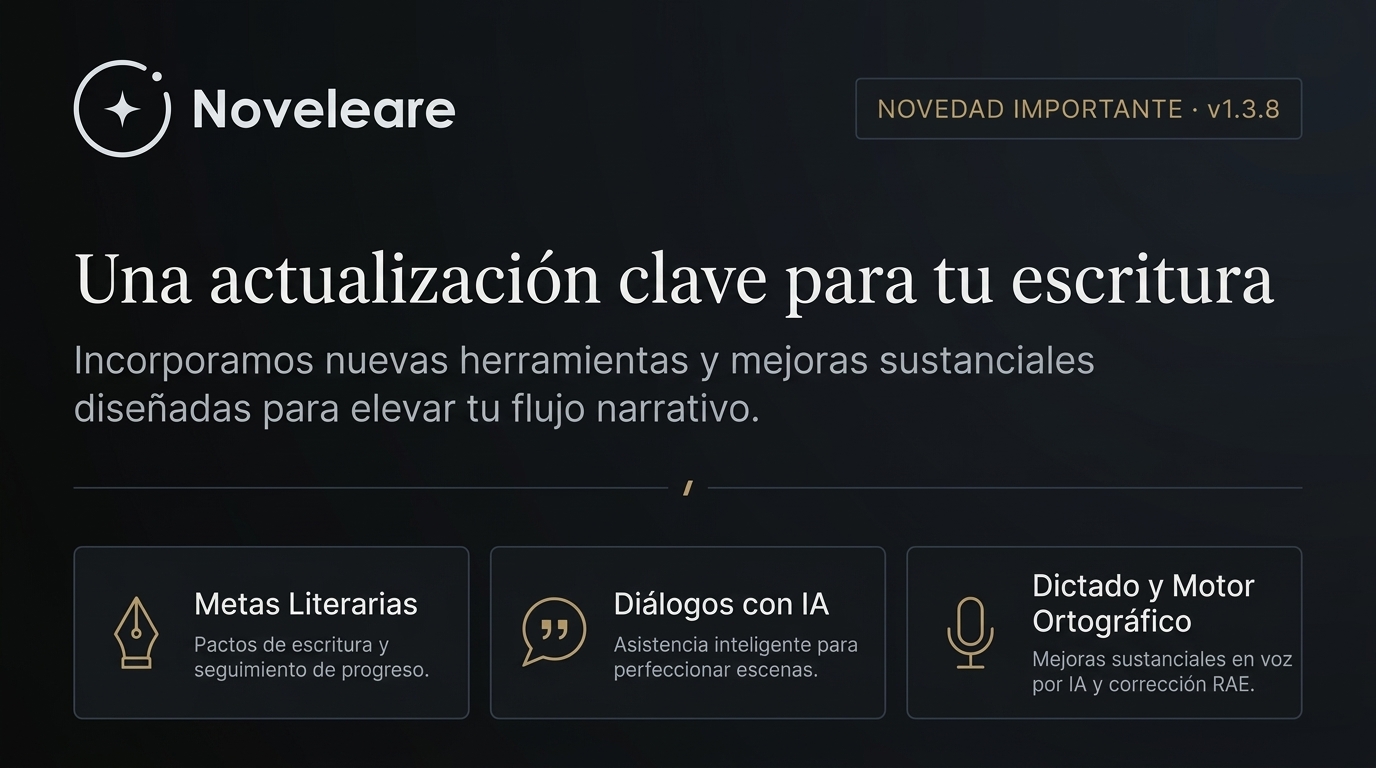 Noveleare
NOVEDAD IMPORTANTE · v1.3.8
Una actualización clave para tu escritura
Incorporamos nuevas herramientas y mejoras sustanciales
diseñadas para elevar tu flujo narrativo.
Metas Literarias
Pactos de escritura y
seguimiento de progreso.
Diálogos con IA
Asistencia inteligente para
perfeccionar escenas.
Dictado y Motor
Ortográfico
Mejoras sustanciales en voz
por IA y corrección RAE.